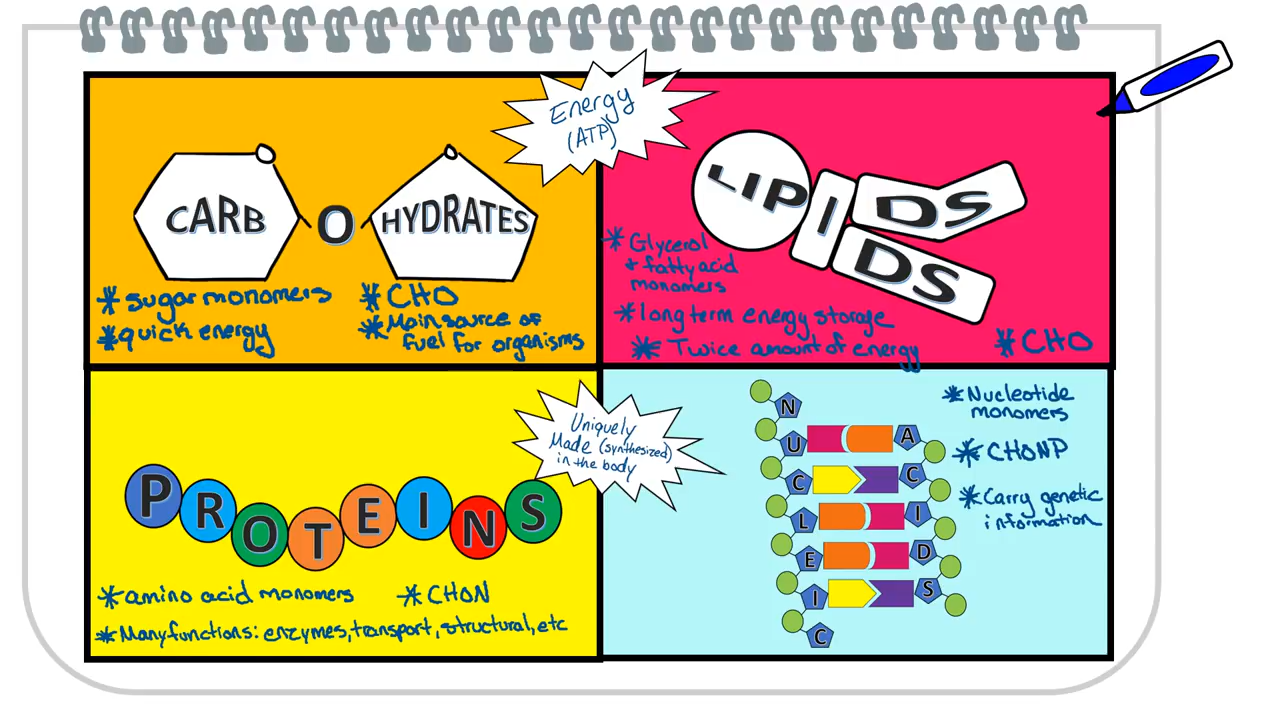 Energy
(ATP)
CARB O HYDRATES
* sugar monomers
* quick energy
* CHO
* Main source of
fuel for organisms
LIPIDS
DS
* Glycerol
+ fatty acid
monomers
* long term energy storage
* Twice amount of energy
* CHO
Uniquely
Made (synthesized)
in the body
PROTEINS
* amino acid monomers
* CHON
* Many functions: enzymes, transport, structural, etc
NUCLEIC
ACIDS
* Nucleotide
monomers
* CHONP
* Carry genetic
information